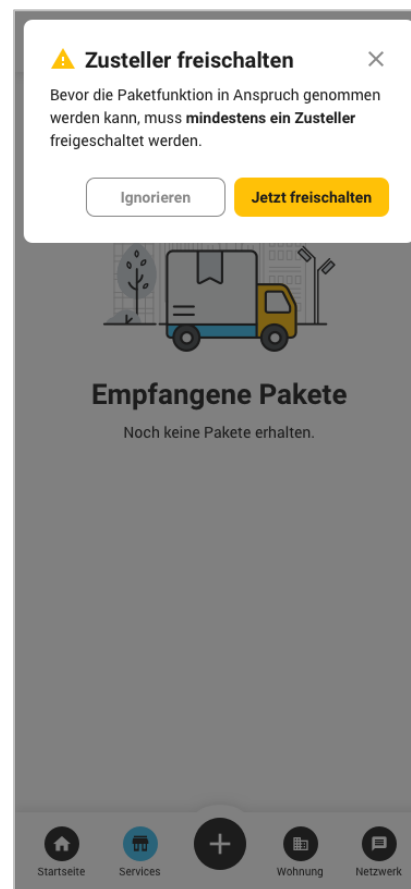 Zusteller freischalten
Bevor die Paketfunktion in Anspruch genommen
werden kann, muss mindestens ein Zusteller
freigeschaltet werden.
Ignorieren
Jetzt freischalten
Empfangene Pakete
Noch keine Pakete erhalten.
Startseite
Services
Wohnung
Netzwerk